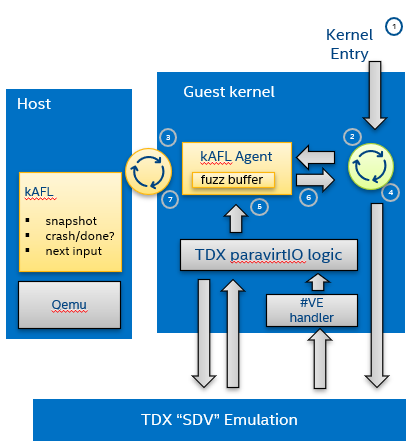 Kernel
Entry
1
Host
Guest kernel
3
2
kAFL
▪ snapshot
▪ crash/done?
▪ next input
kAFL Agent
fuzz buffer
7
5
6
4
TDX paravirtIO logic
Qemu
#VE
handler
TDX “SDV” Emulation